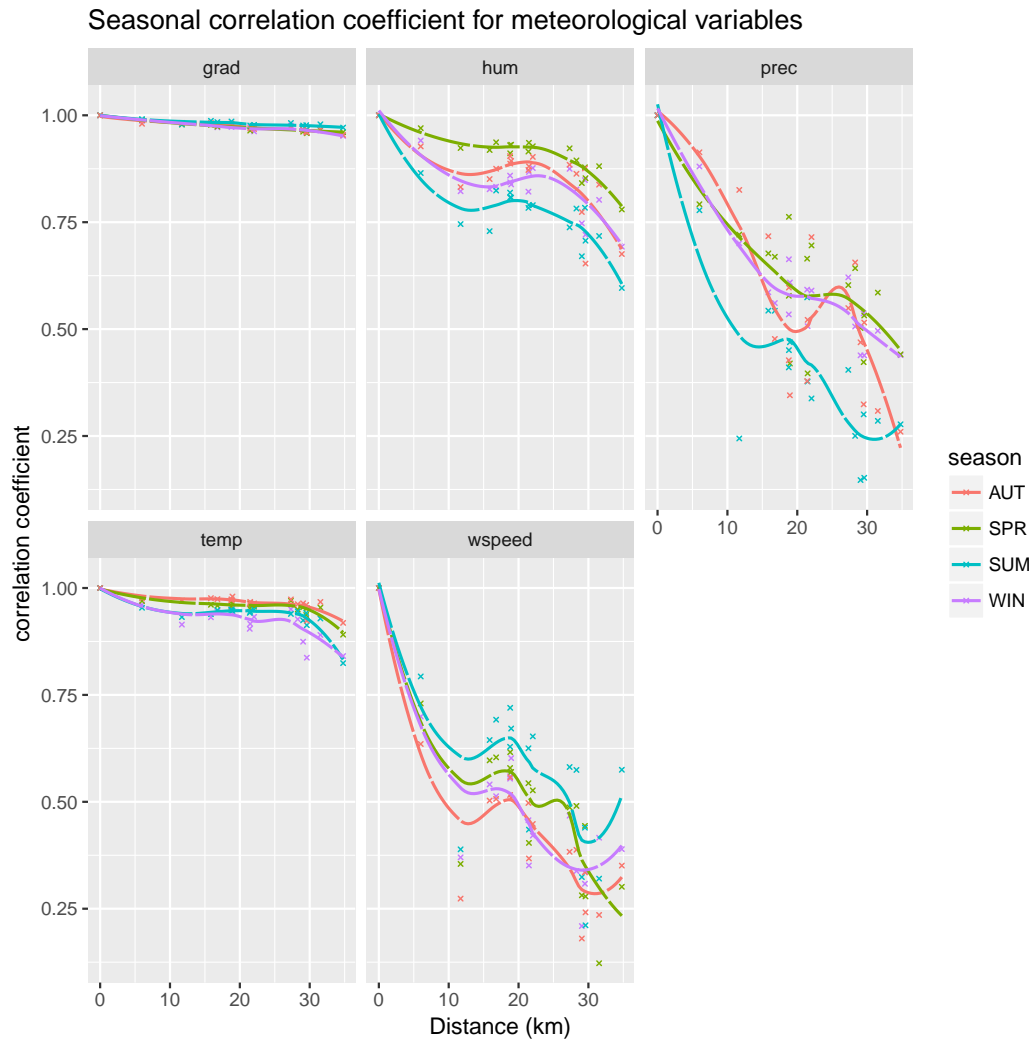 Seasonal correlation coefficient for meteorological variables
grad
hum
prec
1.00
0.75
0.50
0.25
0
10
20
30
temp
wspeed
1.00
0.75
0.50
0.25
0
10
20
30
0
10
20
30
correlation coefficient
Distance (km)
season
AUT
SPR
SUM
WIN